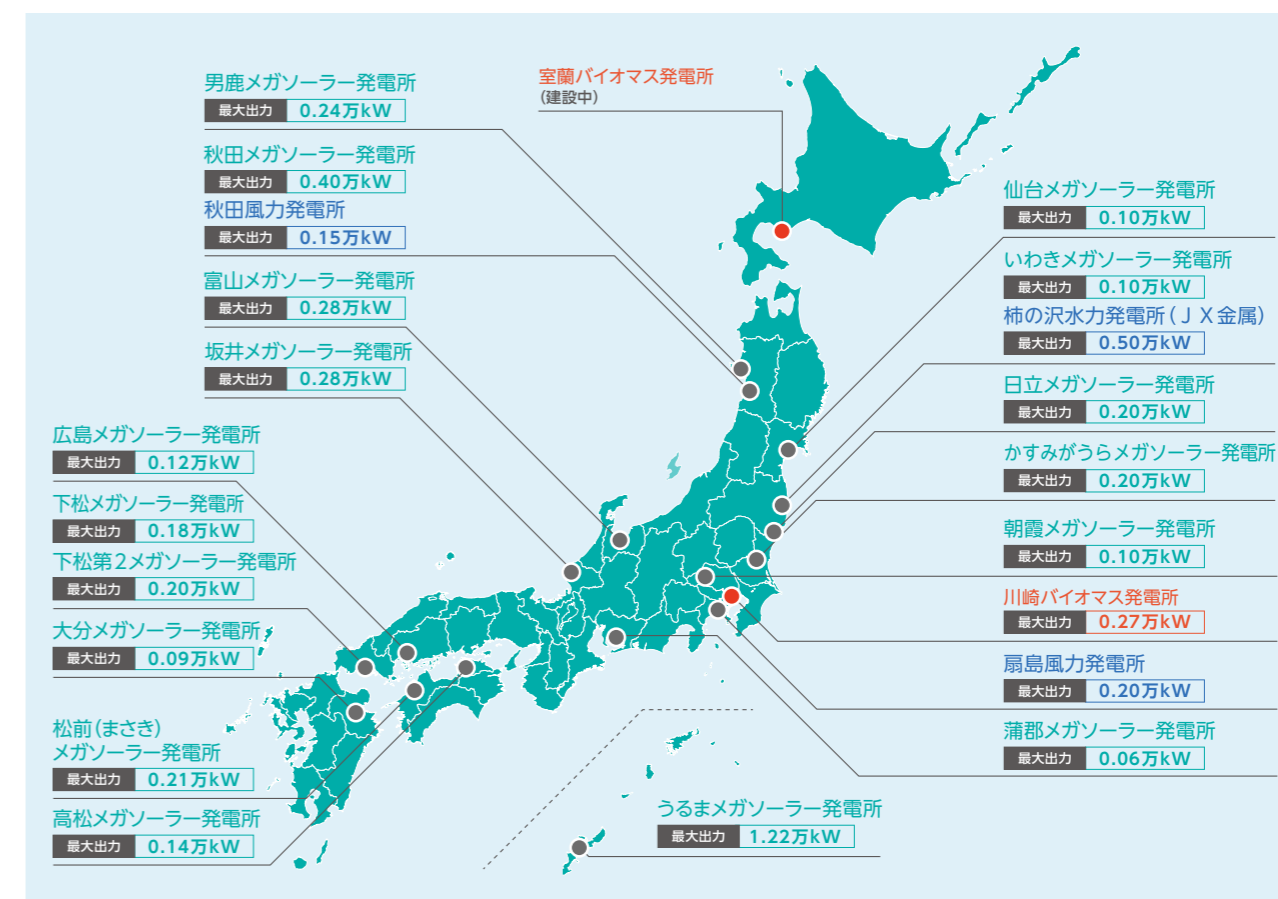 男鹿メガソーラー発電所
最大出力 0.24万kW
秋田メガソーラー発電所
最大出力 0.40万kW
秋田風力発電所
最大出力 0.15万kW
富山メガソーラー発電所
最大出力 0.28万kW
坂井メガソーラー発電所
最大出力 0.28万kW
広島メガソーラー発電所
最大出力 0.12万kW
下松メガソーラー発電所
最大出力 0.18万kW
下松第2メガソーラー発電所
最大出力 0.20万kW
大分メガソーラー発電所
最大出力 0.09万kW
松前(まさき)
メガソーラー発電所
最大出力 0.21万kW
高松メガソーラー発電所
最大出力 0.14万kW
室蘭バイオマス発電所
(建設中)
仙台メガソーラー発電所
最大出力 0.10万kW
いわきメガソーラー発電所
最大出力 0.10万kW
柿の沢水力発電所(JX金属)
最大出力 0.50万kW
日立メガソーラー発電所
最大出力 0.20万kW
かすみがうらメガソーラー発電所
最大出力 0.20万kW
朝霞メガソーラー発電所
最大出力 0.10万kW
川崎バイオマス発電所
最大出力 0.27万kW
扇島風力発電所
最大出力 0.20万kW
蒲郡メガソーラー発電所
最大出力 0.06万kW
うるまメガソーラー発電所
最大出力 1.22万kW